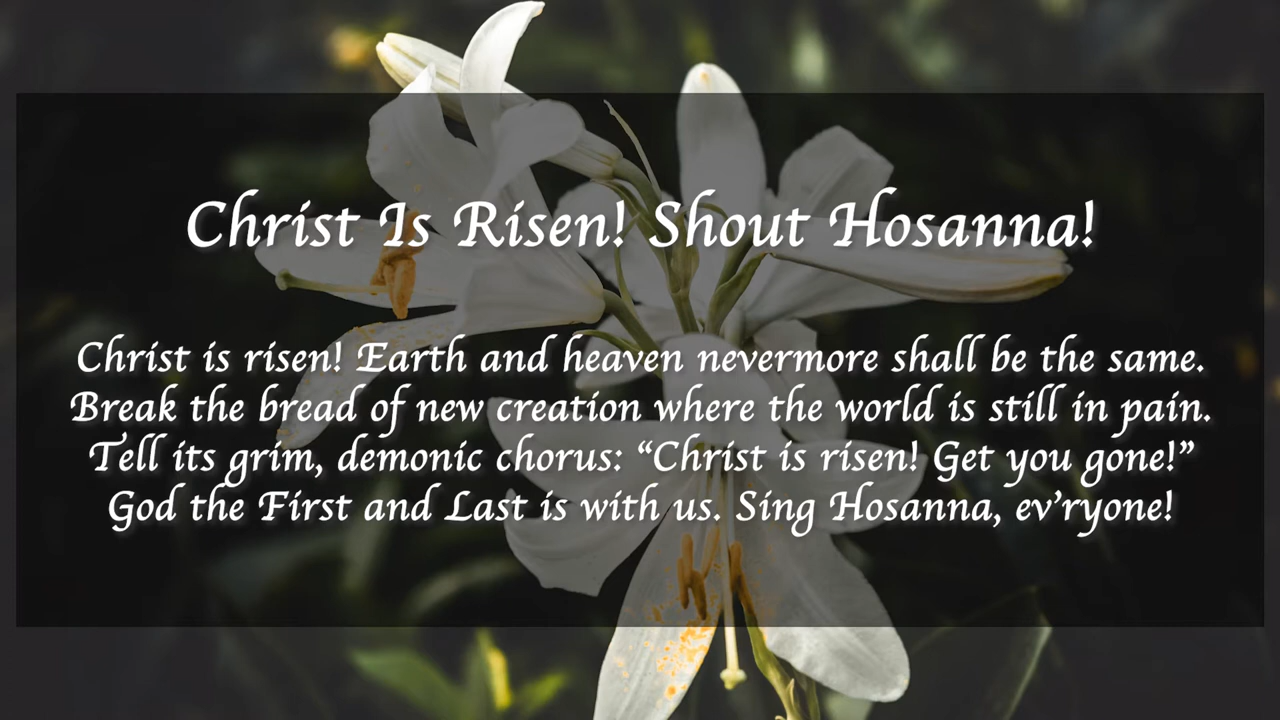 Christ Is Risen! Shout Hosanna!
Christ is risen! Earth and heaven nevermore shall be the same.
Break the bread of new creation where the world is still in pain.
Tell its grim, demonic chorus: “Christ is risen! Get you gone!”
God the First and Last is with us. Sing Hosanna, ev’ryone!